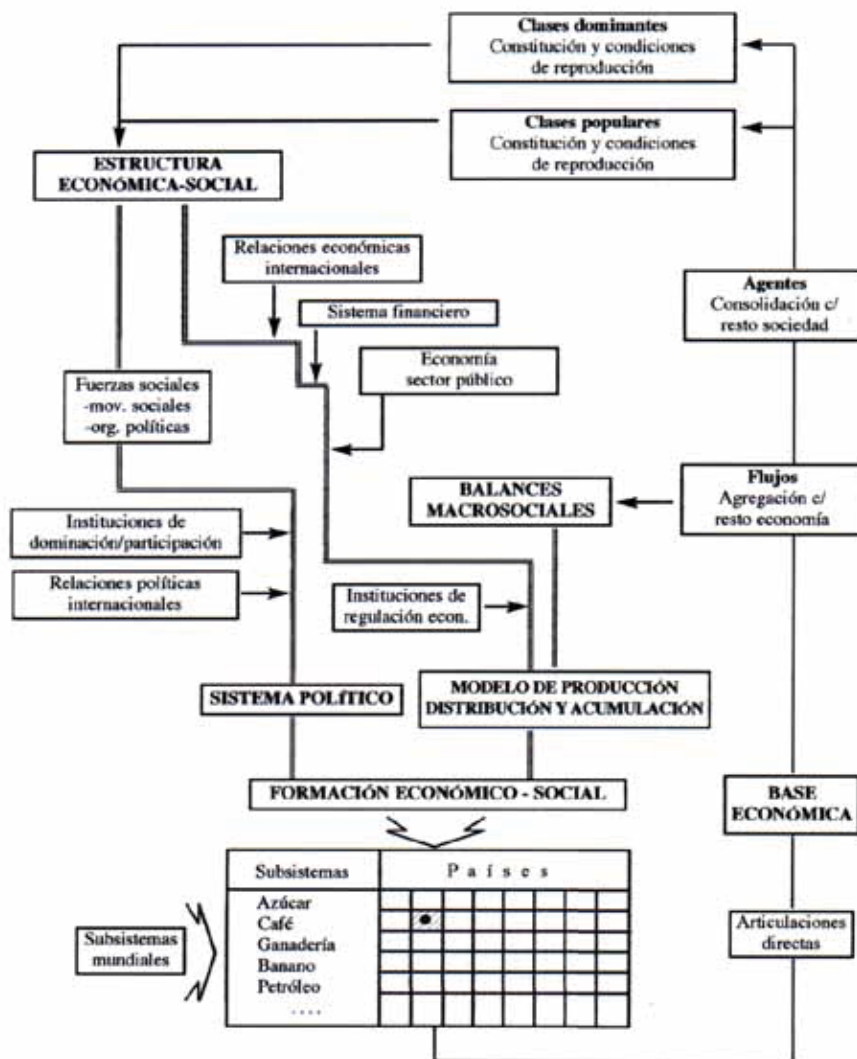 Clases dominantes
Constitución y condiciones
de reproducción
Clases populares
Constitución y condiciones
de reproducción
ESTRUCTURA
ECONÓMICA-SOCIAL
Relaciones económicas
internacionales
Agentes
Consolidación c/
resto sociedad
Sistema financiero
Economía
sector público
Fuerzas sociales
-mov. sociales
-org. políticas
BALANCES
MACROSOCIALES
Flujos
Agregación c/
resto economía
Instituciones de
dominación/participación
Relaciones políticas
internacionales
Instituciones de
regulación econ.
SISTEMA POLÍTICO
MODELO DE PRODUCCIÓN
DISTRIBUCIÓN Y ACUMULACIÓN
FORMACIÓN ECONÓMICO - SOCIAL
BASE
ECONÓMICA
Subsistemas
Países
Azúcar
Café
Ganadería
Banano
Petróleo
....
Subsistemas
mundiales
Articulaciones
directas